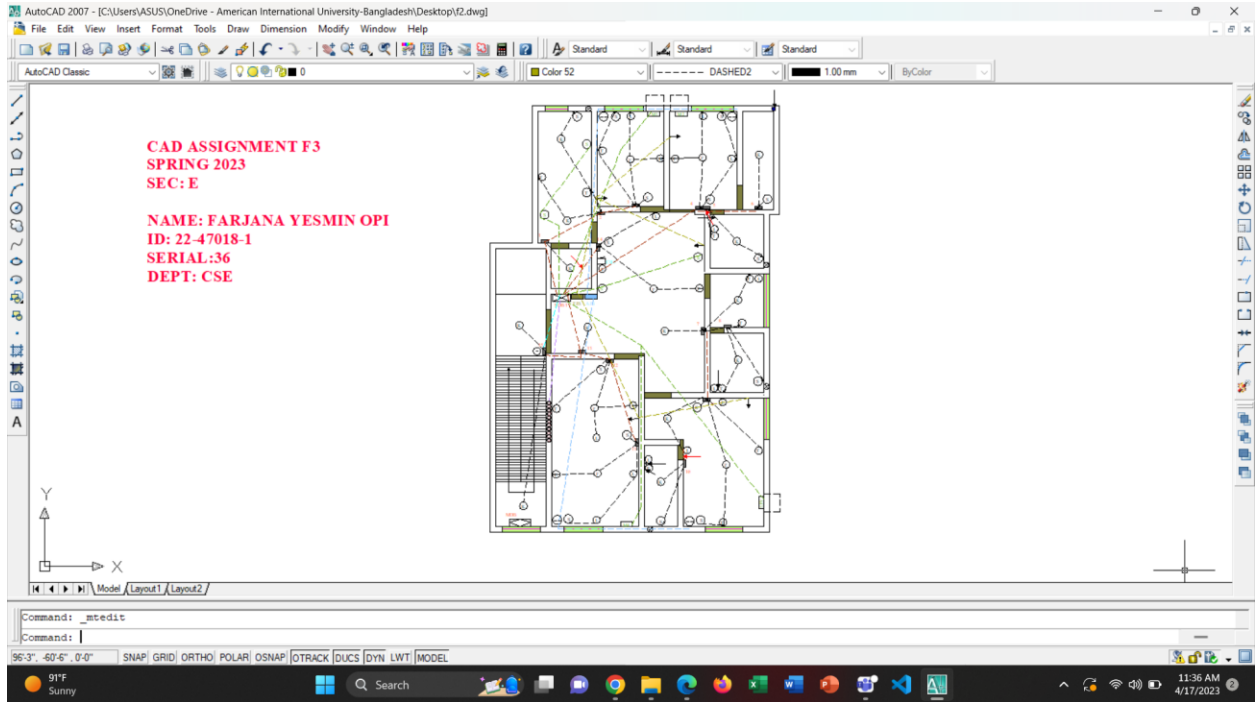 AutoCAD 2007 - [C:\Users\ASUS\OneDrive - American International University-Bangladesh\Desktop\f2.dwg]
File Edit View Insert Format Tools Draw Dimension Modify Window Help
Standard Standard Standard
AutoCAD Classic 0 Color 52 DASHED2 1.00 mm ByColor
CAD ASSIGNMENT F3
SPRING 2023
SEC: E
NAME: FARJANA YESMIN OPI
ID: 22-47018-1
SERIAL:36
DEPT: CSE
Y
X
Model Layout1 Layout2
Command: _mtedit
Command:
96'-3", -60'-6", 0'-0" SNAP GRID ORTHO POLAR OSNAP OTRACK DUCS DYN LWT MODEL
91°F
Sunny
Search
11:36 AM
4/17/2023
2